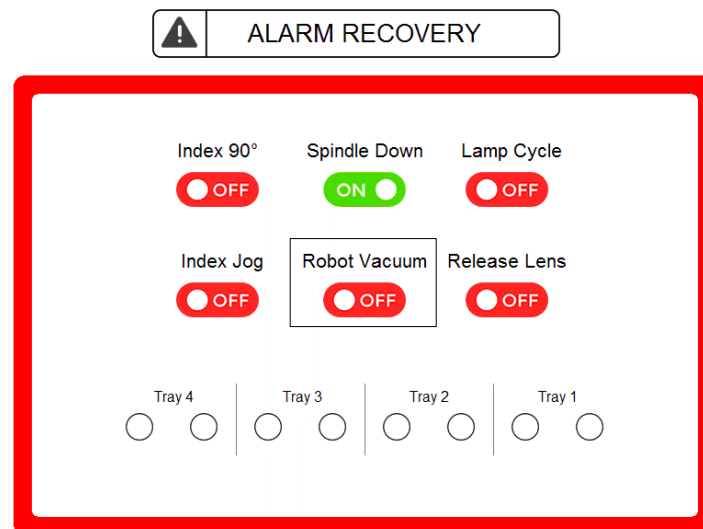 ALARM RECOVERY
Index 90° Spindle Down Lamp Cycle
OFF ON OFF
Index Jog Robot Vacuum Release Lens
OFF OFF OFF
Tray 4 Tray 3 Tray 2 Tray 1